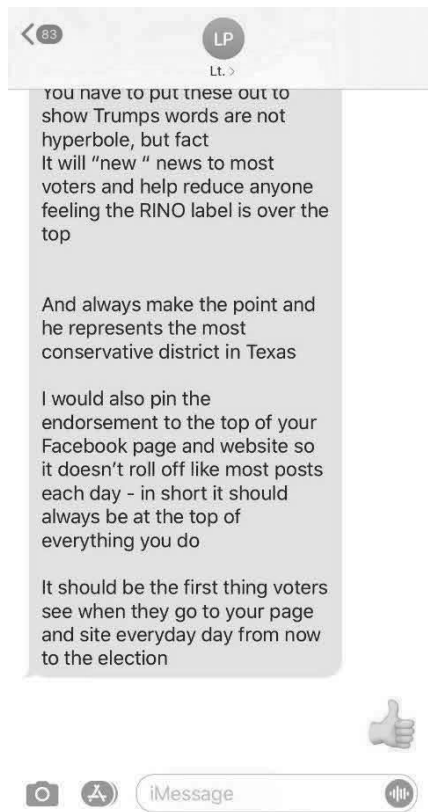 83
LP
Lt. >
You have to put these out to
show Trumps words are not
hyperbole, but fact
It will “new “ news to most
voters and help reduce anyone
feeling the RINO label is over the
top
And always make the point and
he represents the most
conservative district in Texas
I would also pin the
endorsement to the top of your
Facebook page and website so
it doesn’t roll off like most posts
each day - in short it should
always be at the top of
everything you do
It should be the first thing voters
see when they go to your page
and site everyday day from now
to the election
iMessage